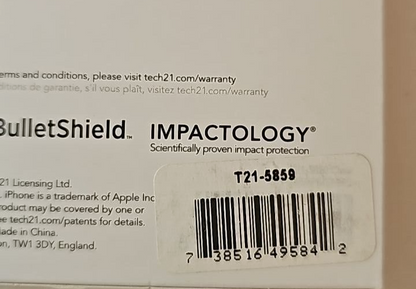 erms and conditions, please visit tech21.com/warranty
ditions de garantie, s'il vous plaît, visitez tech21.com/warranty
BulletShield™ IMPACTOLOGY®
Scientifically proven impact protection
T21-5859
21 Licensing Ltd.
iPhone is a trademark of Apple Inc
roduct may be covered by one or
e tech21.com/patents for details.
ade in China.
n, TW1 3DY, England.
7 38516 49584 2